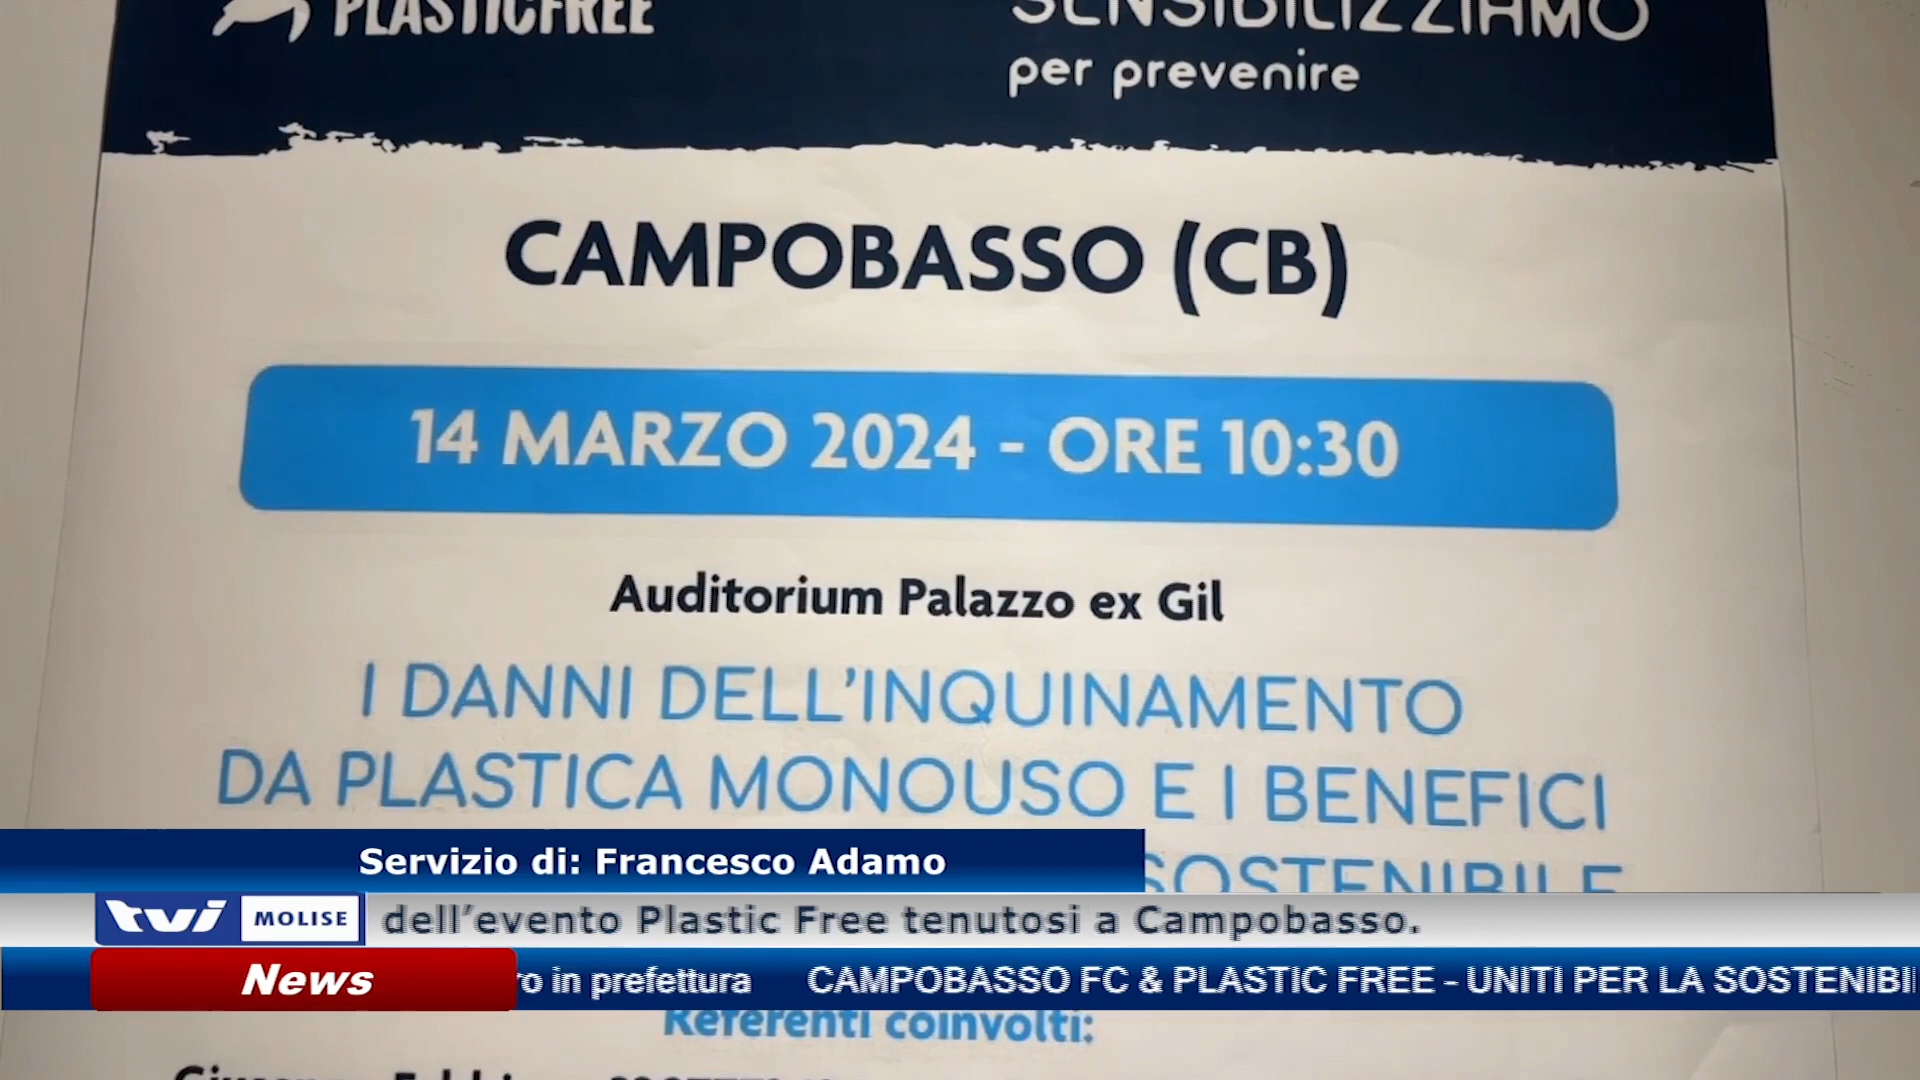 PLASTICFREE
SENSIBILIZZIAMO
per prevenire
CAMPOBASSO (CB)
14 MARZO 2024 - ORE 10:30
Auditorium Palazzo ex Gil
I DANNI DELL'INQUINAMENTO
DA PLASTICA MONOUSO E I BENEFICI
SOSTENIBILE
Servizio di: Francesco Adamo
tvi MOLISE dell'evento Plastic Free tenutosi a Campobasso.
News ro in prefettura CAMPOBASSO FC & PLASTIC FREE - UNITI PER LA SOSTENIBI
Referenti coinvolti: